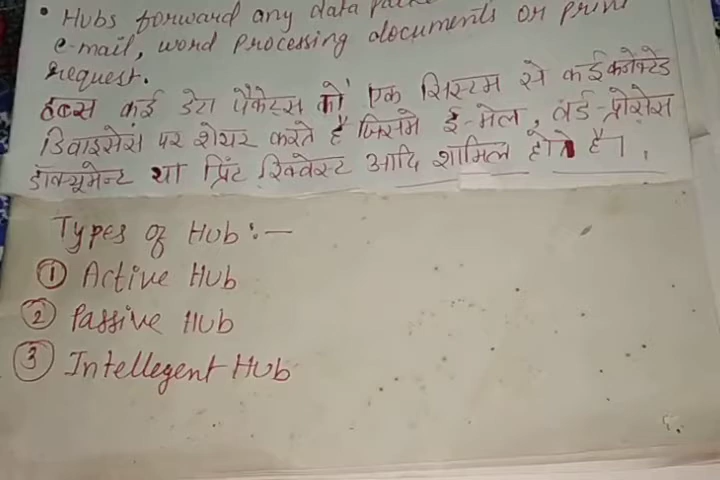 • Hubs forward any data
e-mail, word processing documents or print
request.
हब्स कई डेटा पैकेट्स को एक सिस्टम से कई कनेक्टेड
डिवाइसेस पर शेयर करते है जिसमे ई-मेल, वर्ड-प्रोसेस
डॉक्यूमेन्ट या प्रिंट रिक्वेस्ट आदि शामिल होते है।
Types of Hub :—
① Active Hub
② Passive Hub
③ Intellegent Hub